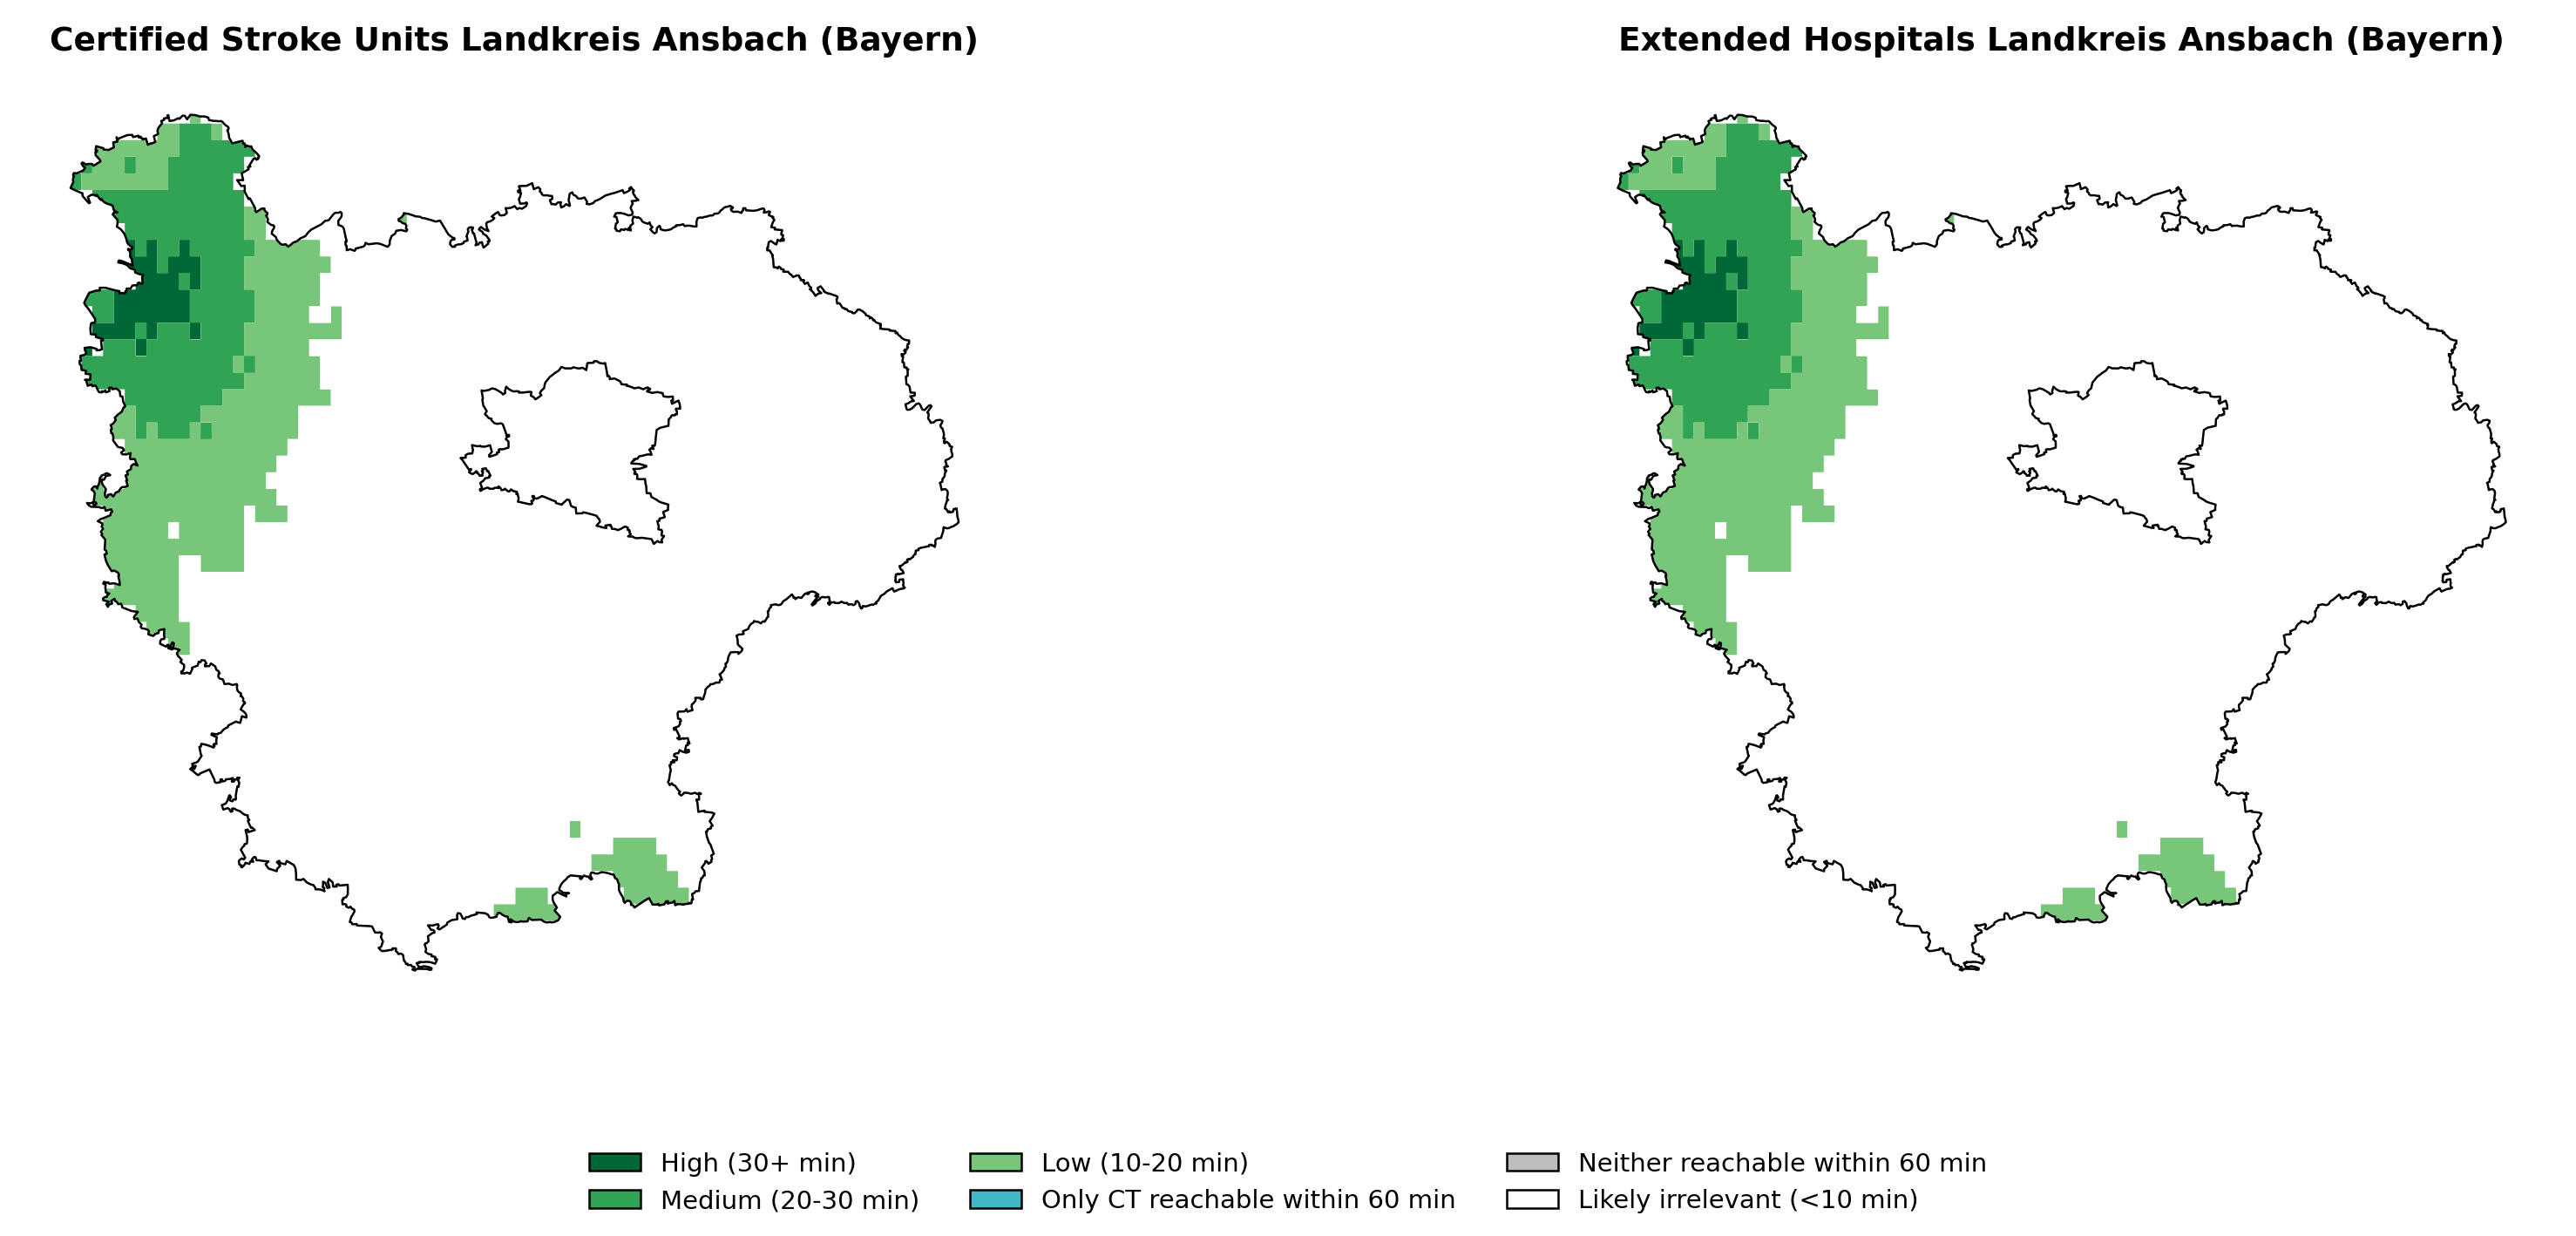 Certified Stroke Units Landkreis Ansbach (Bayern)
Extended Hospitals Landkreis Ansbach (Bayern)
High (30+ min)
Medium (20-30 min)
Low (10-20 min)
Only CT reachable within 60 min
Neither reachable within 60 min
Likely irrelevant (<10 min)